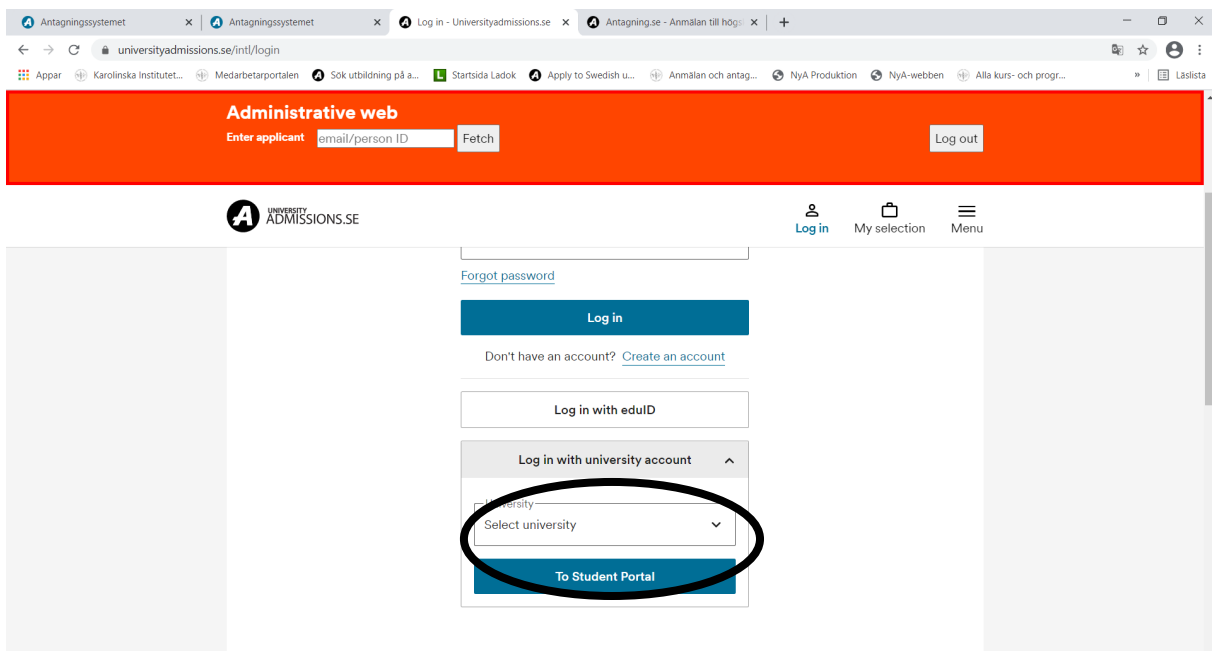 Antagningssystemet
Antagningssystemet
Log in - Universityadmissions.se
Antagning.se - Anmälan till högs
universityadmissions.se/intl/login
Appar Karolinska Institutet... Medarbetarportalen Sök utbildning på a... Startsida Ladok Apply to Swedish u... Anmälan och antag... NyA Produktion NyA-webben Alla kurs- och progr... » Läslista
Administrative web
Enter applicant email/person ID Fetch Log out
UNIVERSITY
ADMISSIONS.SE
Log in My selection Menu
Forgot password
Log in
Don't have an account? Create an account
Log in with eduID
Log in with university account
University
Select university
To Student Portal